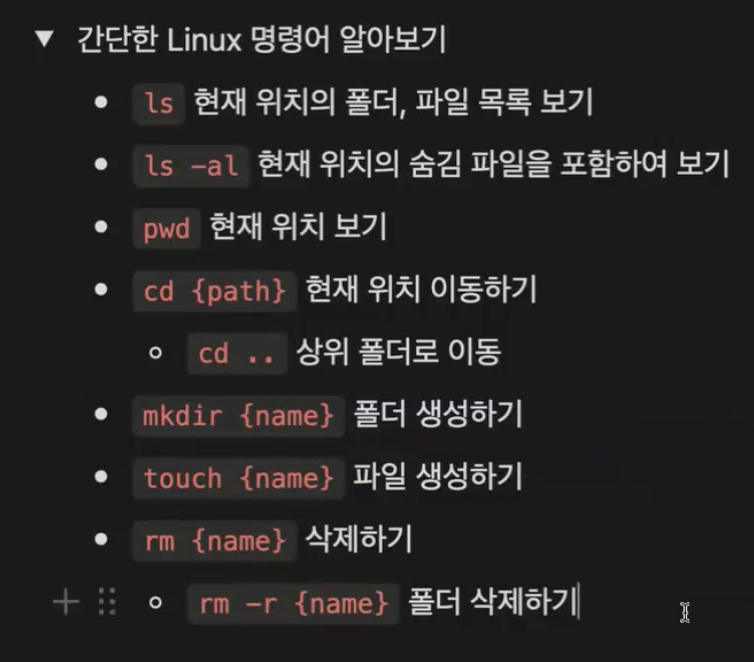 ▼ 간단한 Linux 명령어 알아보기
• ls 현재 위치의 폴더, 파일 목록 보기
• ls -al 현재 위치의 숨김 파일을 포함하여 보기
• pwd 현재 위치 보기
• cd {path} 현재 위치 이동하기
◦ cd .. 상위 폴더로 이동
• mkdir {name} 폴더 생성하기
• touch {name} 파일 생성하기
• rm {name} 삭제하기
◦ rm -r {name} 폴더 삭제하기